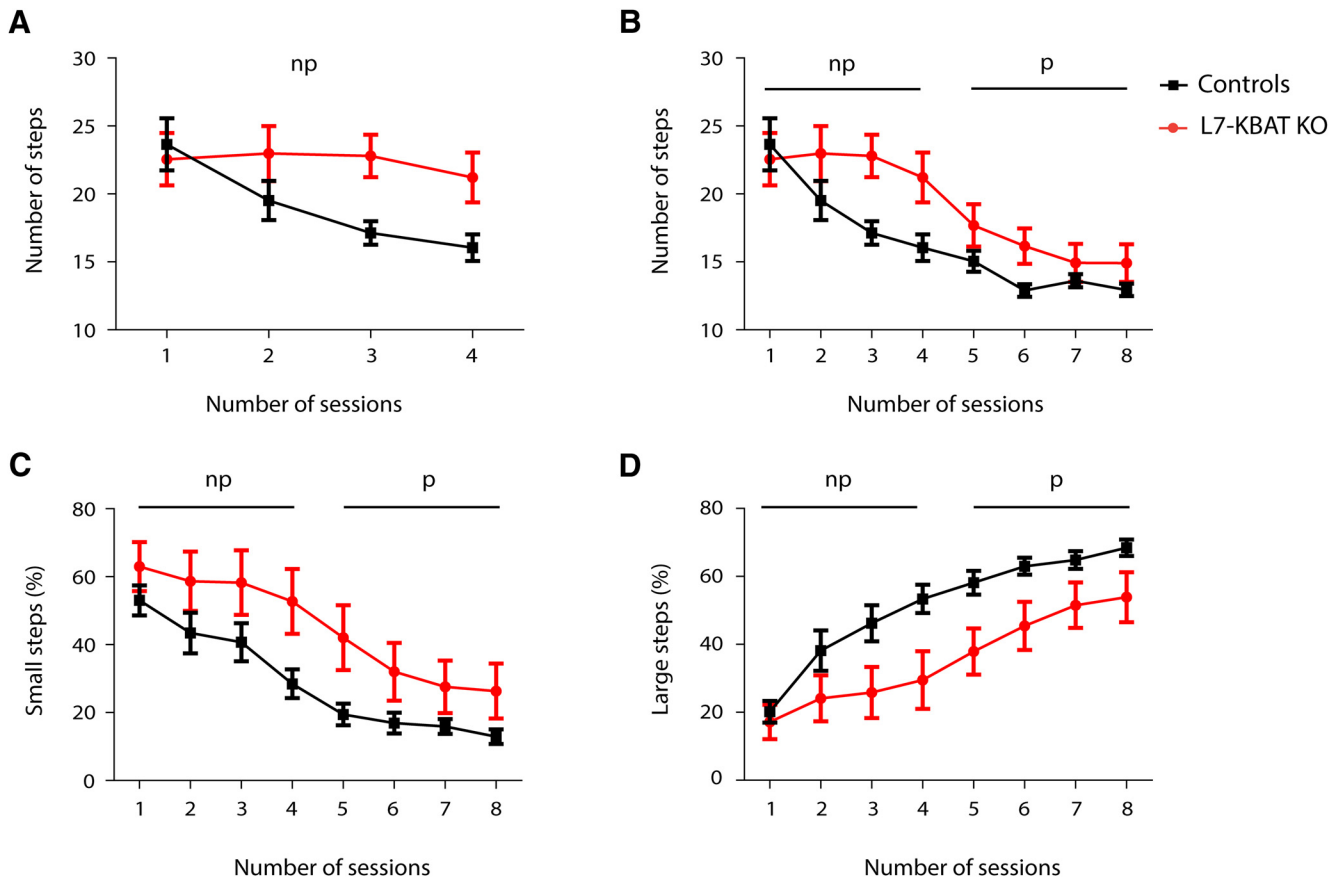 A
np
30
25
20
15
10
Number of steps
1 2 3 4
Number of sessions
B
np p
30
25
20
15
10
Number of steps
1 2 3 4 5 6 7 8
Number of sessions
Controls
L7-KBAT KO
C
np p
80
60
40
20
0
Small steps (%)
1 2 3 4 5 6 7 8
Number of sessions
D
np p
80
60
40
20
0
Large steps (%)
1 2 3 4 5 6 7 8
Number of sessions